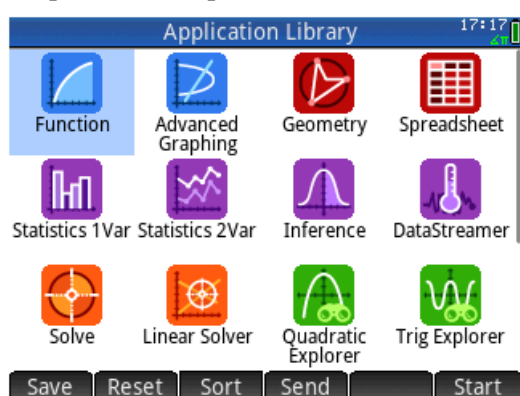 Application Library
17:17
∡π
Function
Advanced
Graphing
Geometry
Spreadsheet
Statistics 1Var
Statistics 2Var
Inference
DataStreamer
Solve
Linear Solver
Quadratic
Explorer
Trig Explorer
Save Reset Sort Send Start